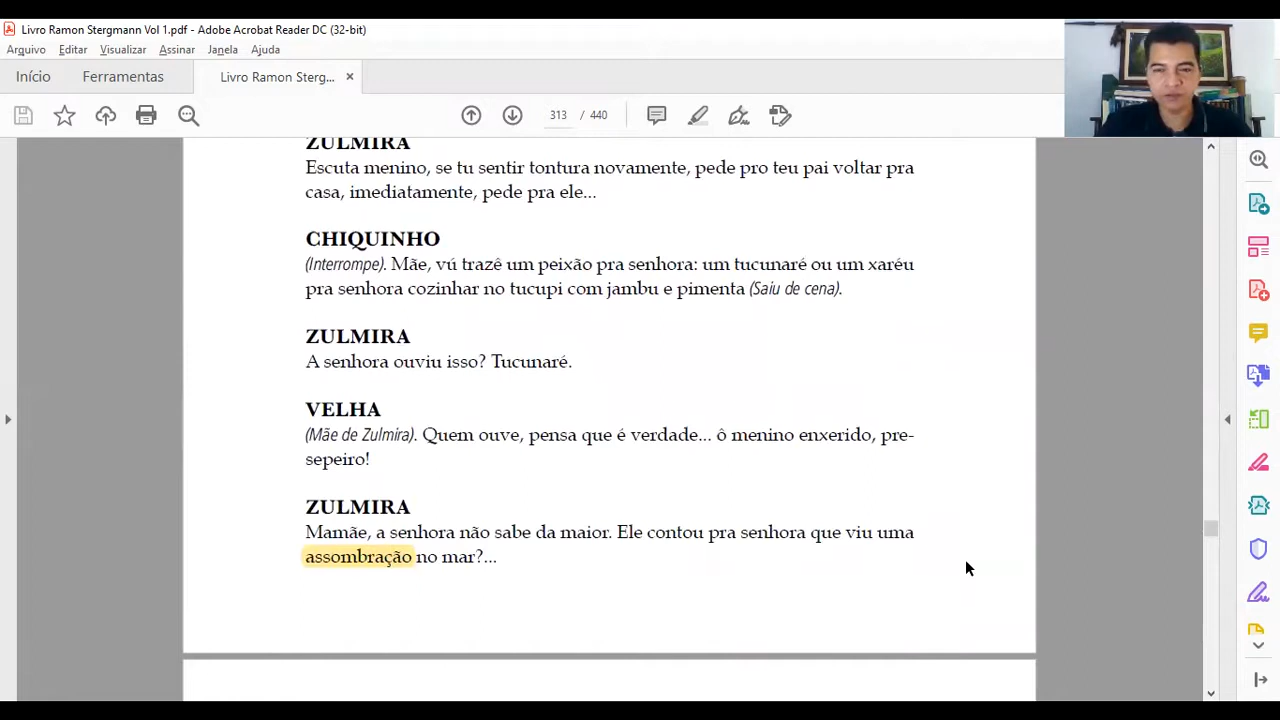 Livro Ramon Stergmann Vol 1.pdf - Adobe Acrobat Reader DC (32-bit)
Arquivo Editar Visualizar Assinar Janela Ajuda
Início Ferramentas Livro Ramon Sterg... ×
313 / 440
ZULMIRA
Escuta menino, se tu sentir tontura novamente, pede pro teu pai voltar pra
casa, imediatamente, pede pra ele...
CHIQUINHO
(Interrompe). Mãe, vú trazê um peixão pra senhora: um tucunaré ou um xaréu
pra senhora cozinhar no tucupi com jambu e pimenta (Saiu de cena).
ZULMIRA
A senhora ouviu isso? Tucunaré.
VELHA
(Mãe de Zulmira). Quem ouve, pensa que é verdade... ô menino enxerido, pre-
sepeiro!
ZULMIRA
Mamãe, a senhora não sabe da maior. Ele contou pra senhora que viu uma
assombração no mar?...